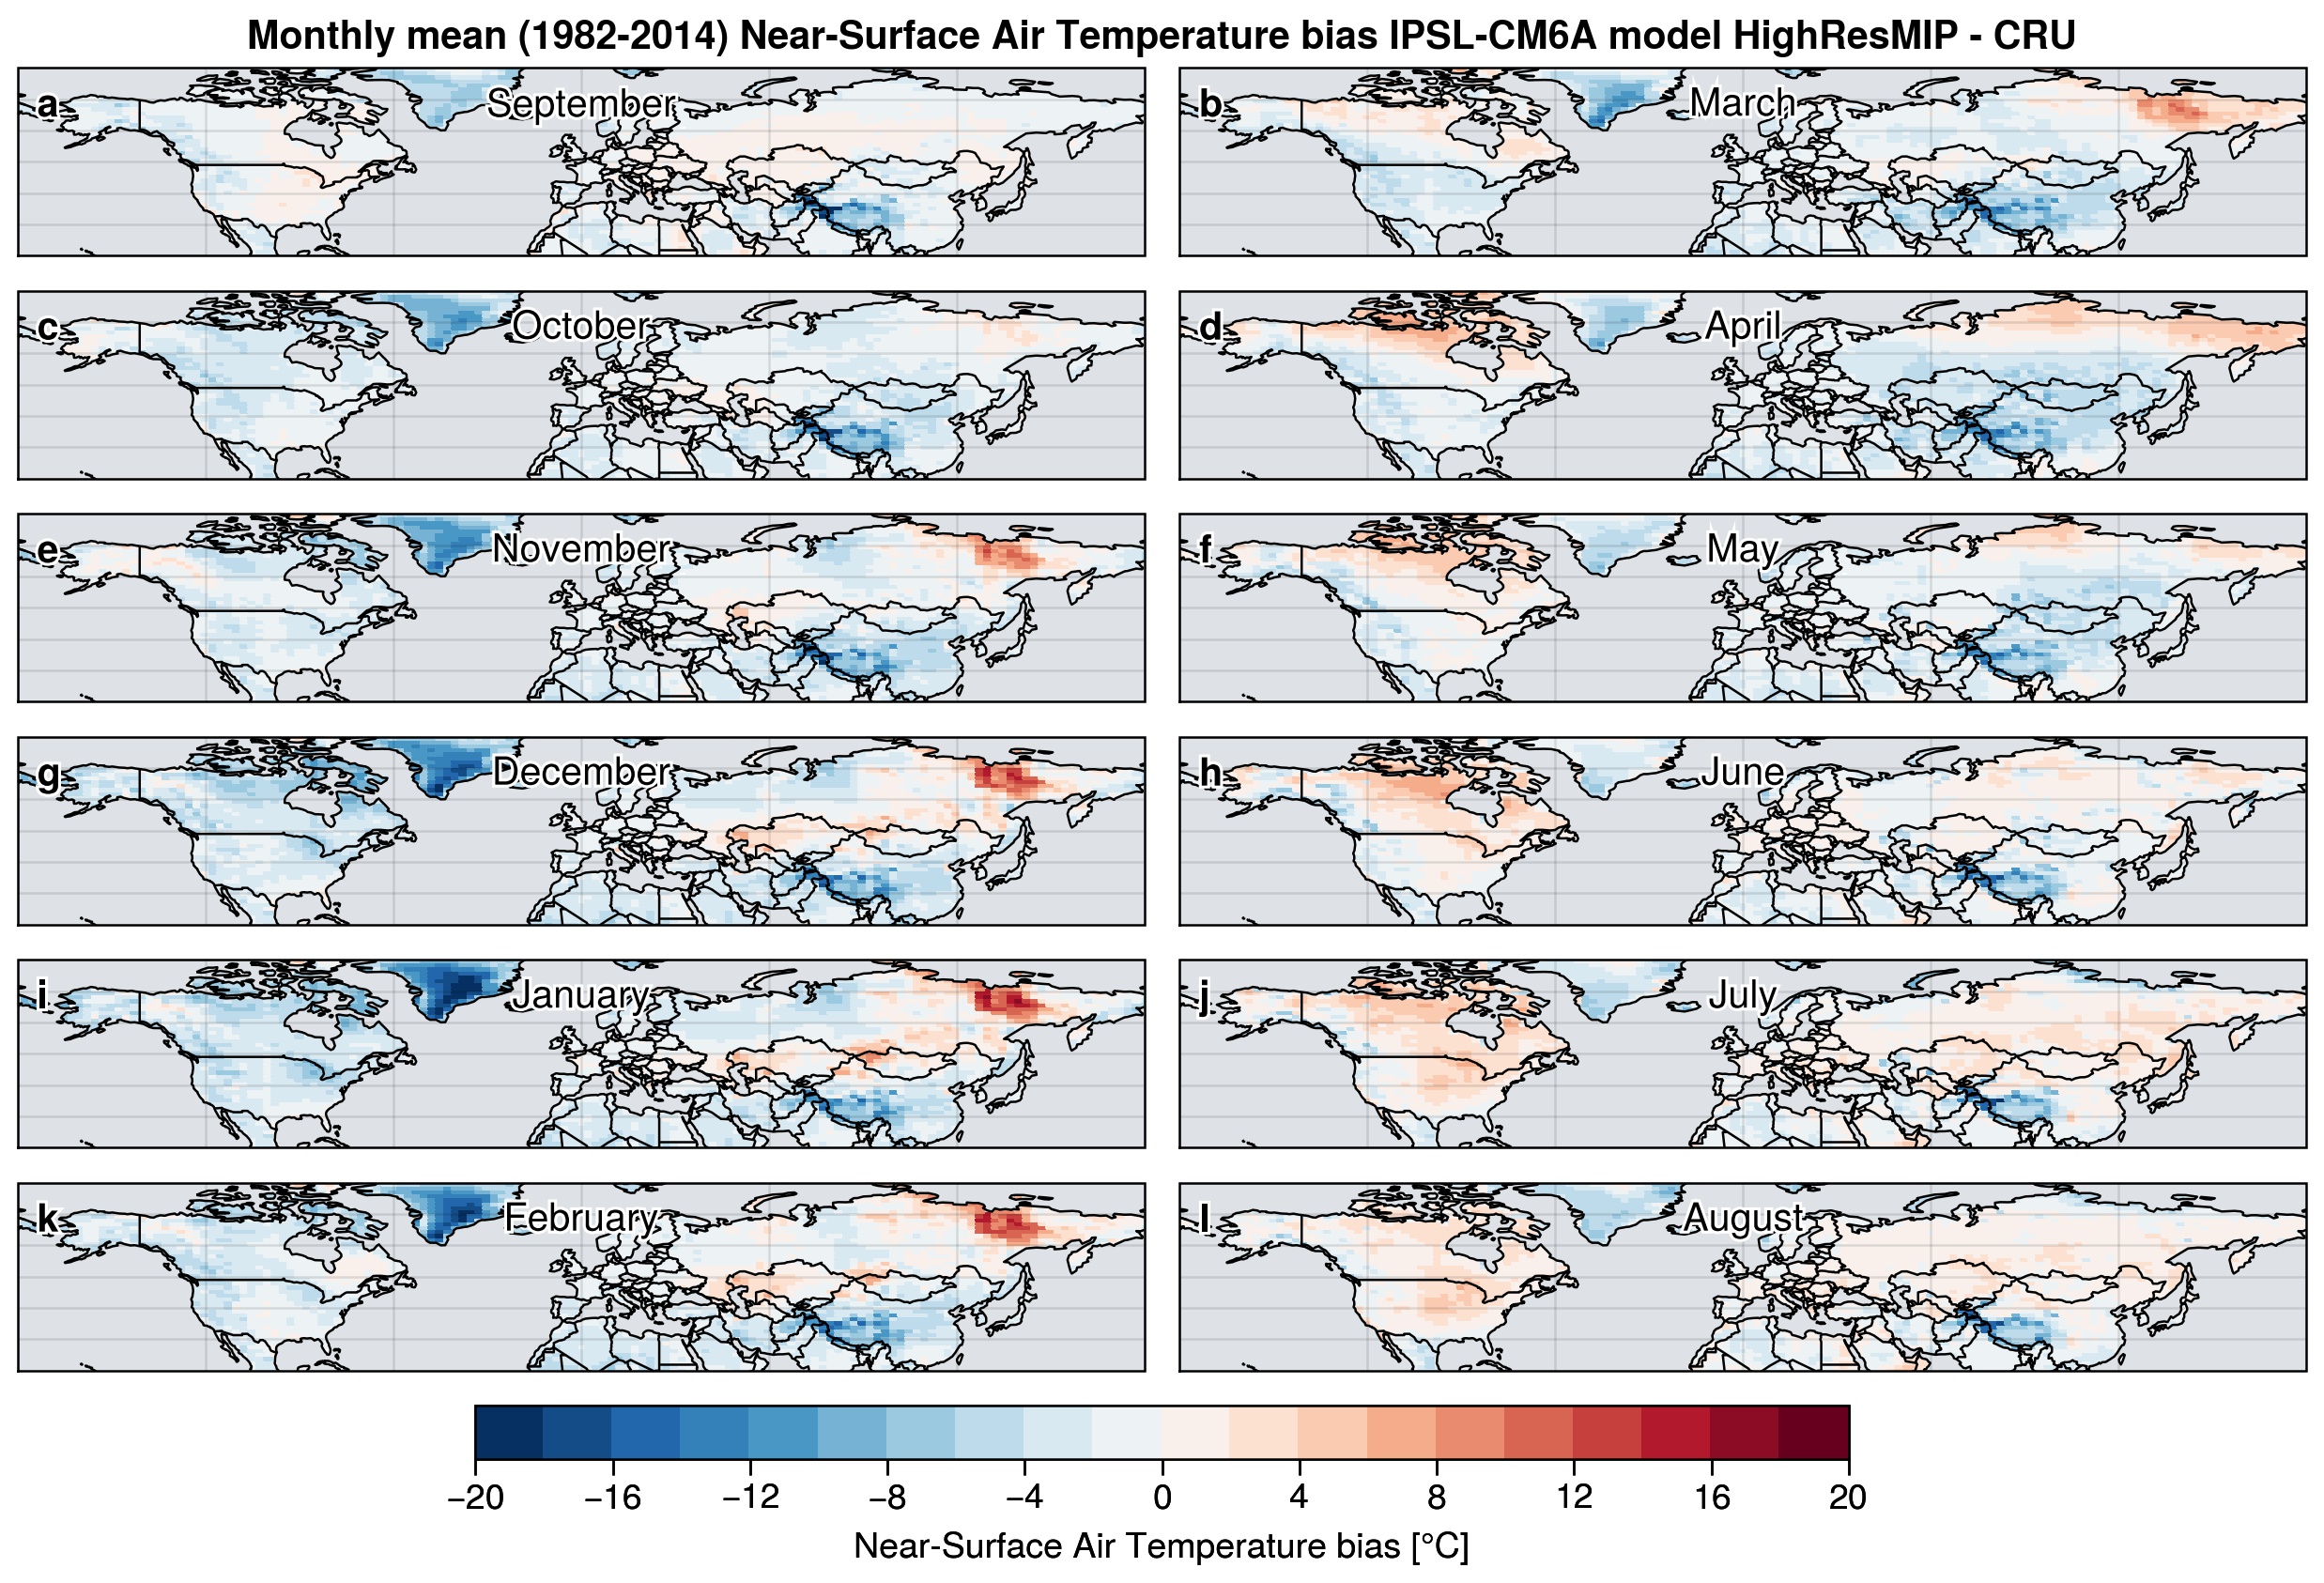 Monthly mean (1982-2014) Near-Surface Air Temperature bias IPSL-CM6A model HighResMIP - CRU
a September
b March
c October
d April
e November
f May
g December
h June
i January
j July
k February
l August
−20 −16 −12 −8 −4 0 4 8 12 16 20
Near-Surface Air Temperature bias [°C]